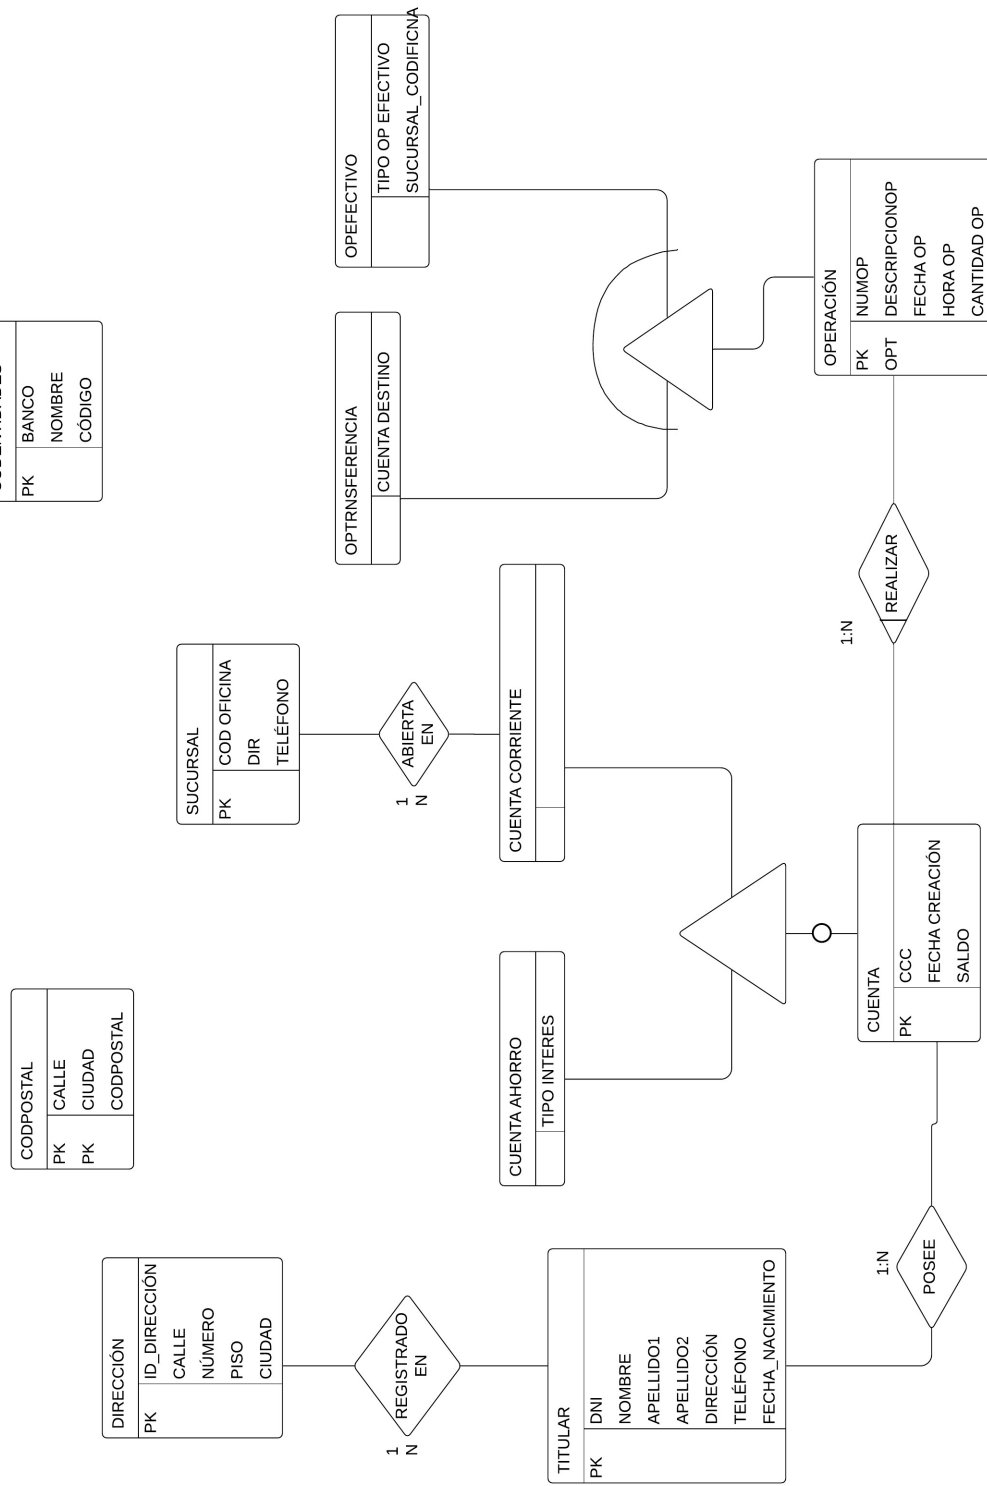 DIRECCIÓN
PK ID_DIRECCIÓN
CALLE
NÚMERO
PISO
CIUDAD
1
N
REGISTRADO
EN
TITULAR
PK DNI
NOMBRE
APELLIDO1
APELLIDO2
DIRECCIÓN
TELÉFONO
FECHA_NACIMIENTO
1:N
POSEE
CODPOSTAL
PK CALLE
PK CIUDAD
CODPOSTAL
CUENTA AHORRO
TIPO INTERES
CUENTA
PK CCC
FECHA CREACIÓN
SALDO
SUCURSAL
PK COD OFICINA
DIR
TELÉFONO
1
N
ABIERTA
EN
CUENTA CORRIENTE
1:N
REALIZAR
PK BANCO
NOMBRE
CÓDIGO
OPTRNSFERENCIA
CUENTA DESTINO
OPEFECTIVO
TIPO OP EFECTIVO
SUCURSAL_CODIFICNA
OPERACIÓN
PK NUMOP
OPT DESCRIPCIONOP
FECHA OP
HORA OP
CANTIDAD OP